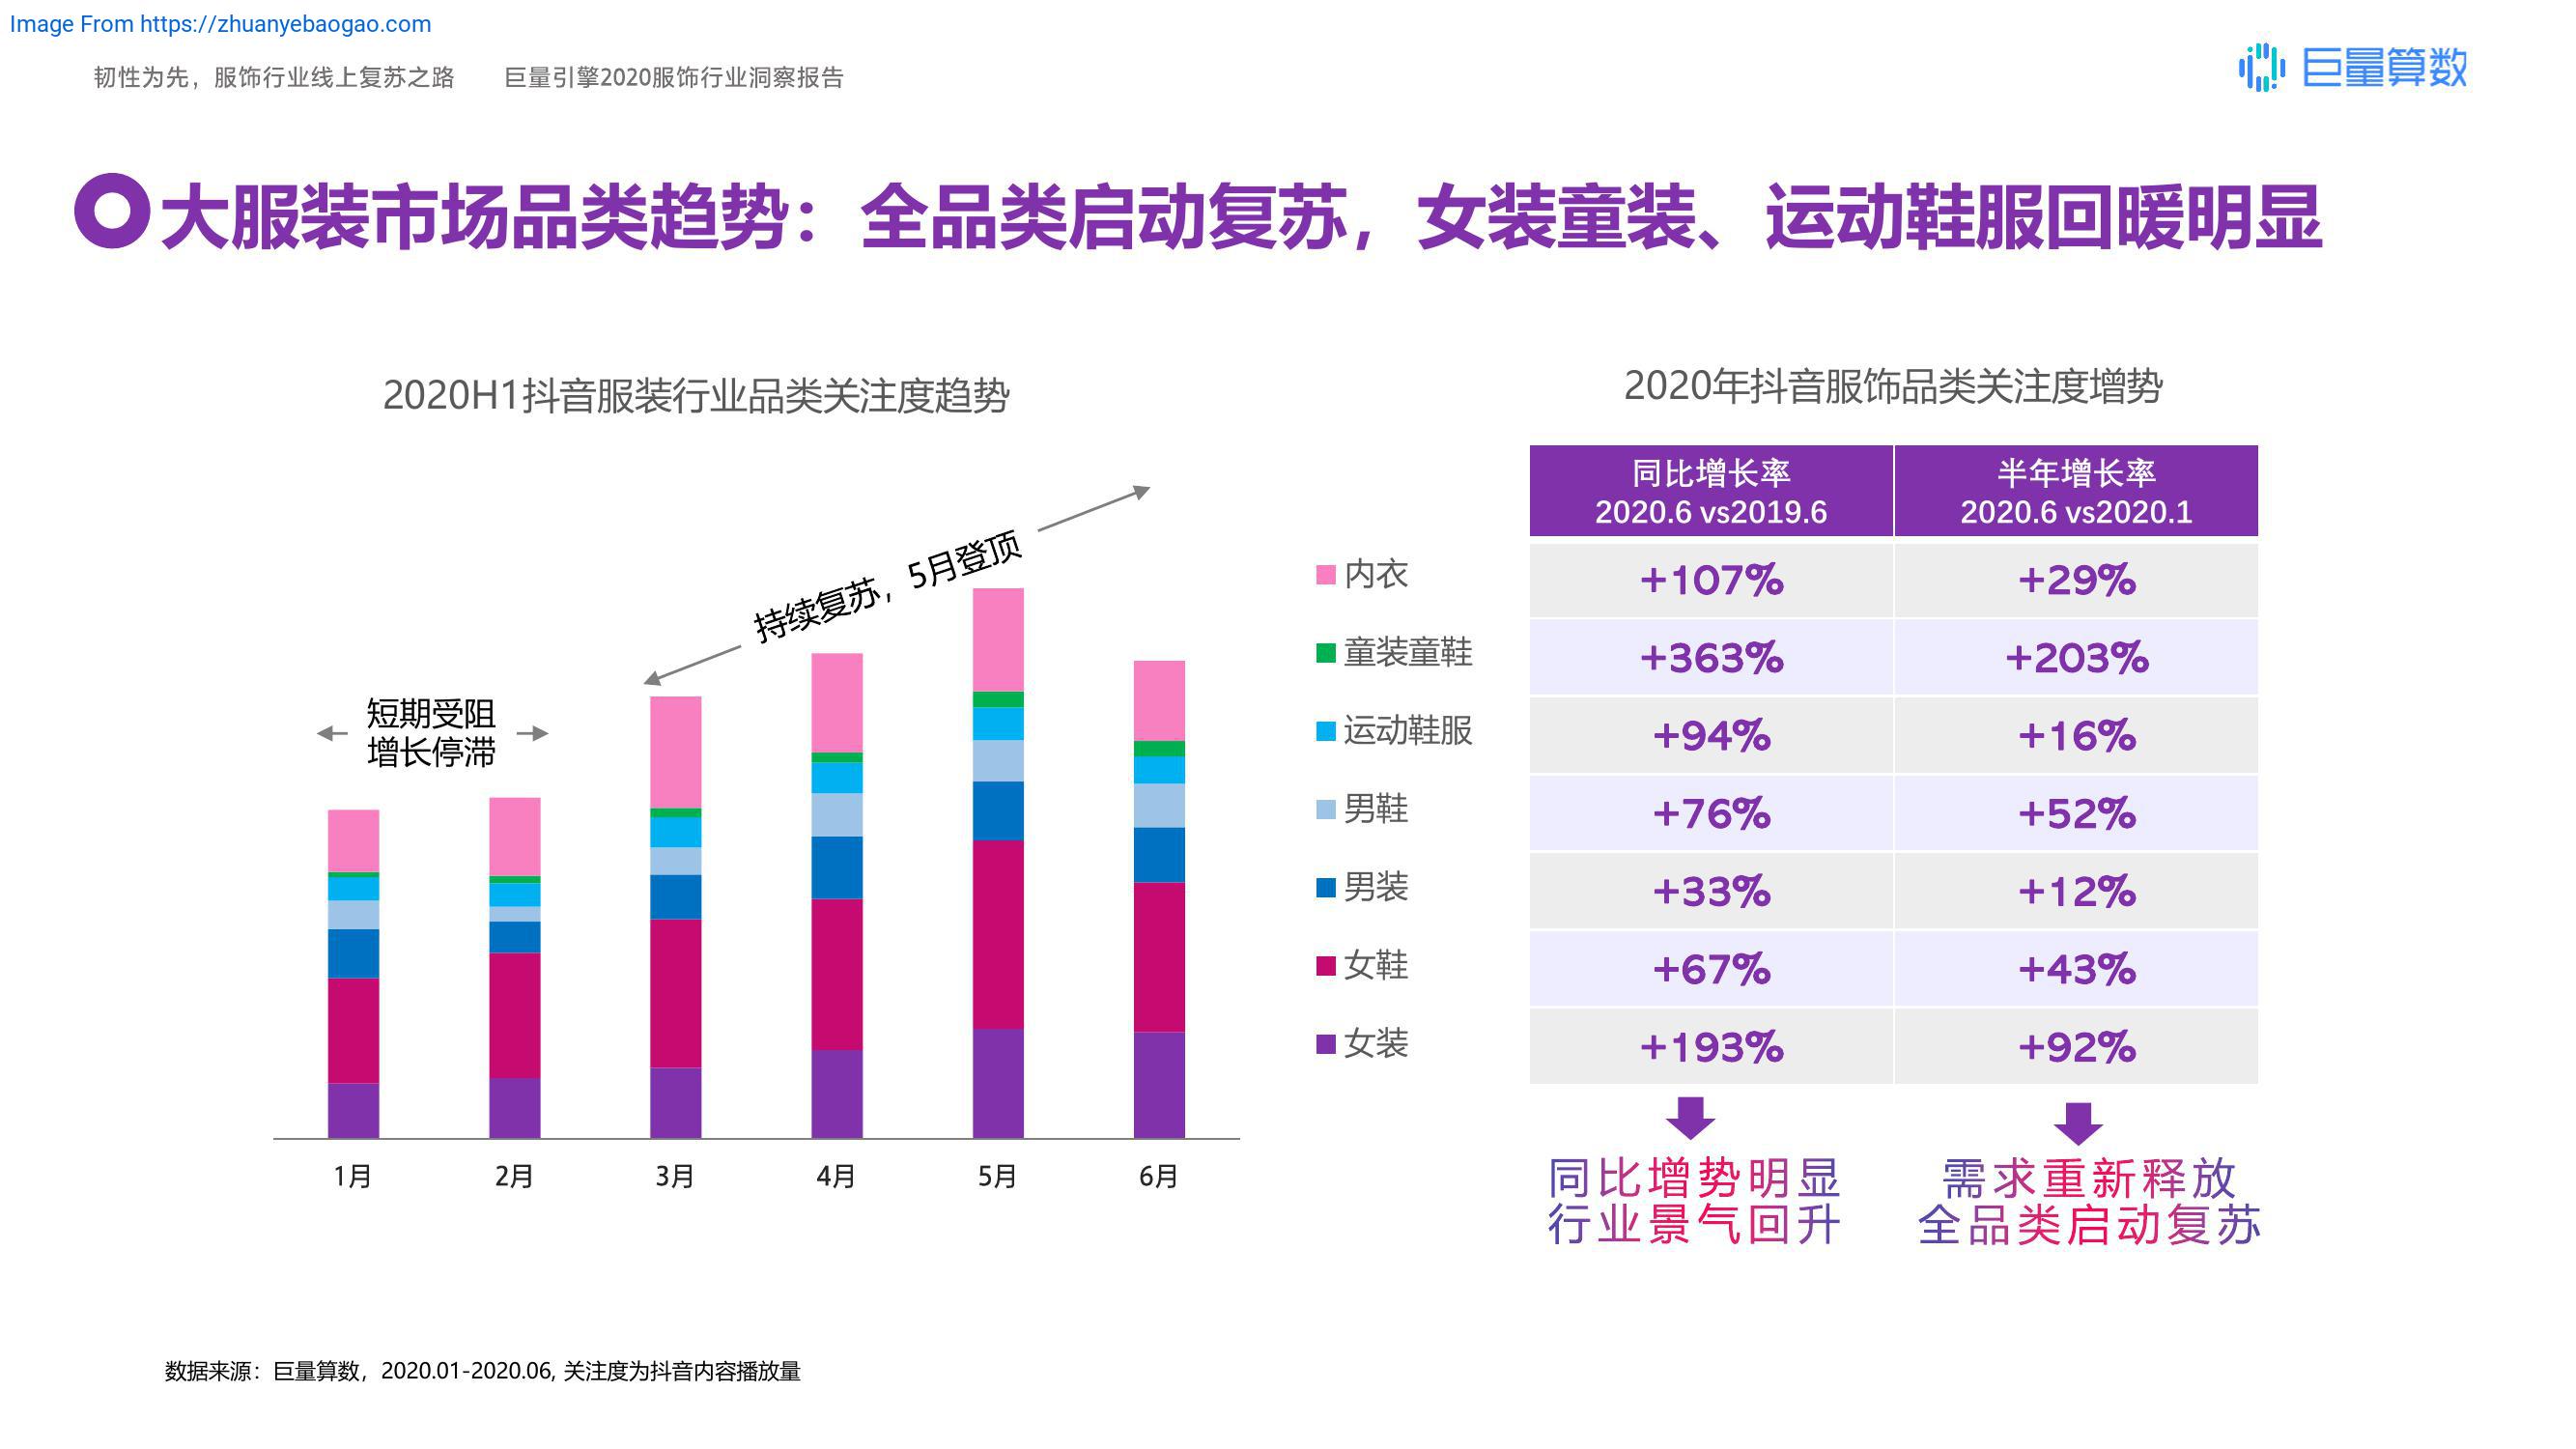 Image From https://zhuanyebaogao.com
韧性为先，服饰行业线上复苏之路 巨量引擎2020服饰行业洞察报告
巨量算数
大服装市场品类趋势：全品类启动复苏，女装童装、运动鞋服回暖明显
2020H1抖音服装行业品类关注度趋势
短期受阻
增长停滞
持续复苏，5月登顶
1月 2月 3月 4月 5月 6月
内衣
童装童鞋
运动鞋服
男鞋
男装
女鞋
女装
2020年抖音服饰品类关注度增势
同比增长率 半年增长率
2020.6 vs2019.6 2020.6 vs2020.1
+107% +29%
+363% +203%
+94% +16%
+76% +52%
+33% +12%
+67% +43%
+193% +92%
同比增势明显
行业景气回升
需求重新释放
全品类启动复苏
数据来源：巨量算数，2020.01-2020.06, 关注度为抖音内容播放量